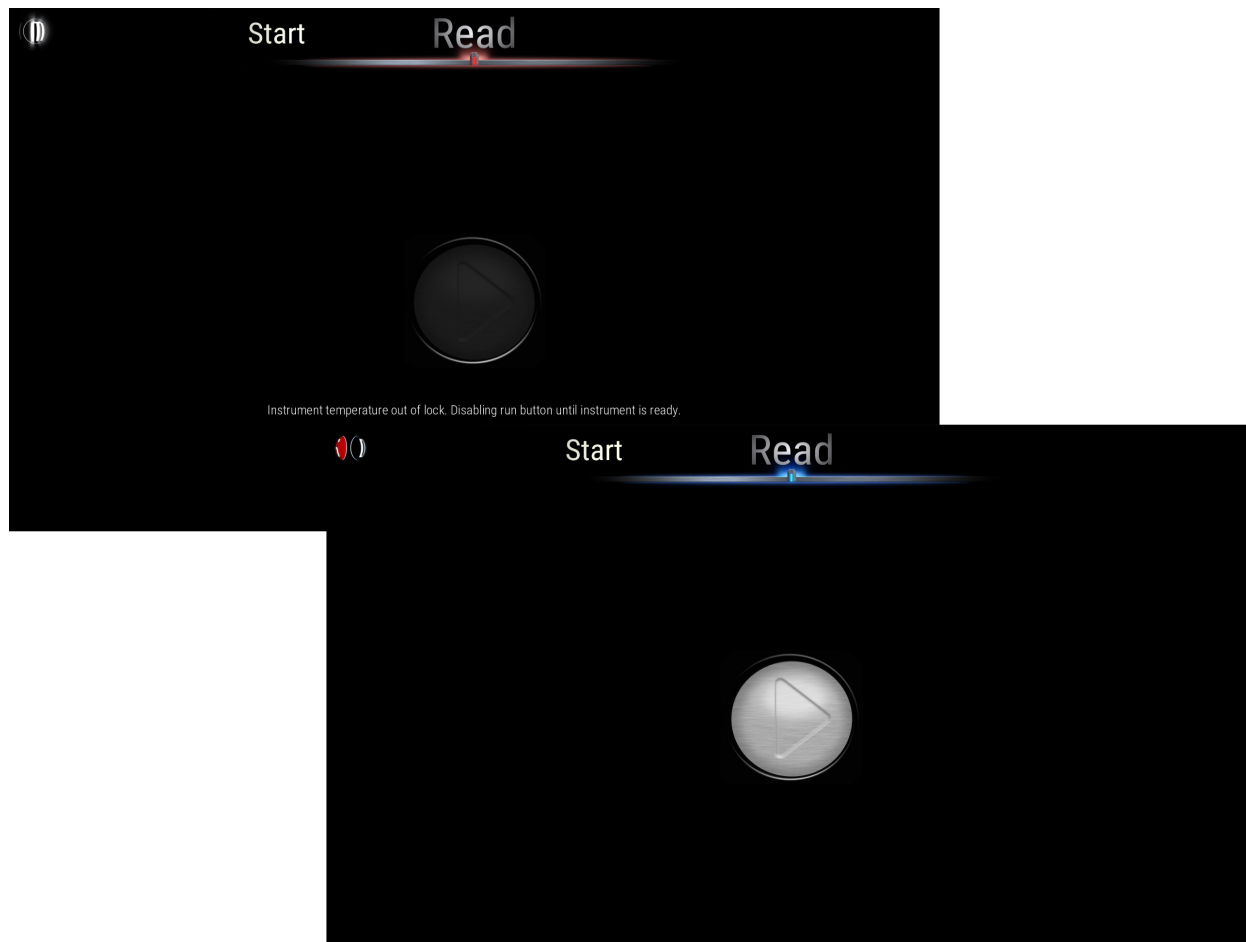 Start
Read
Instrument temperature out of lock. Disabling run button until instrument is ready.
Start
Read